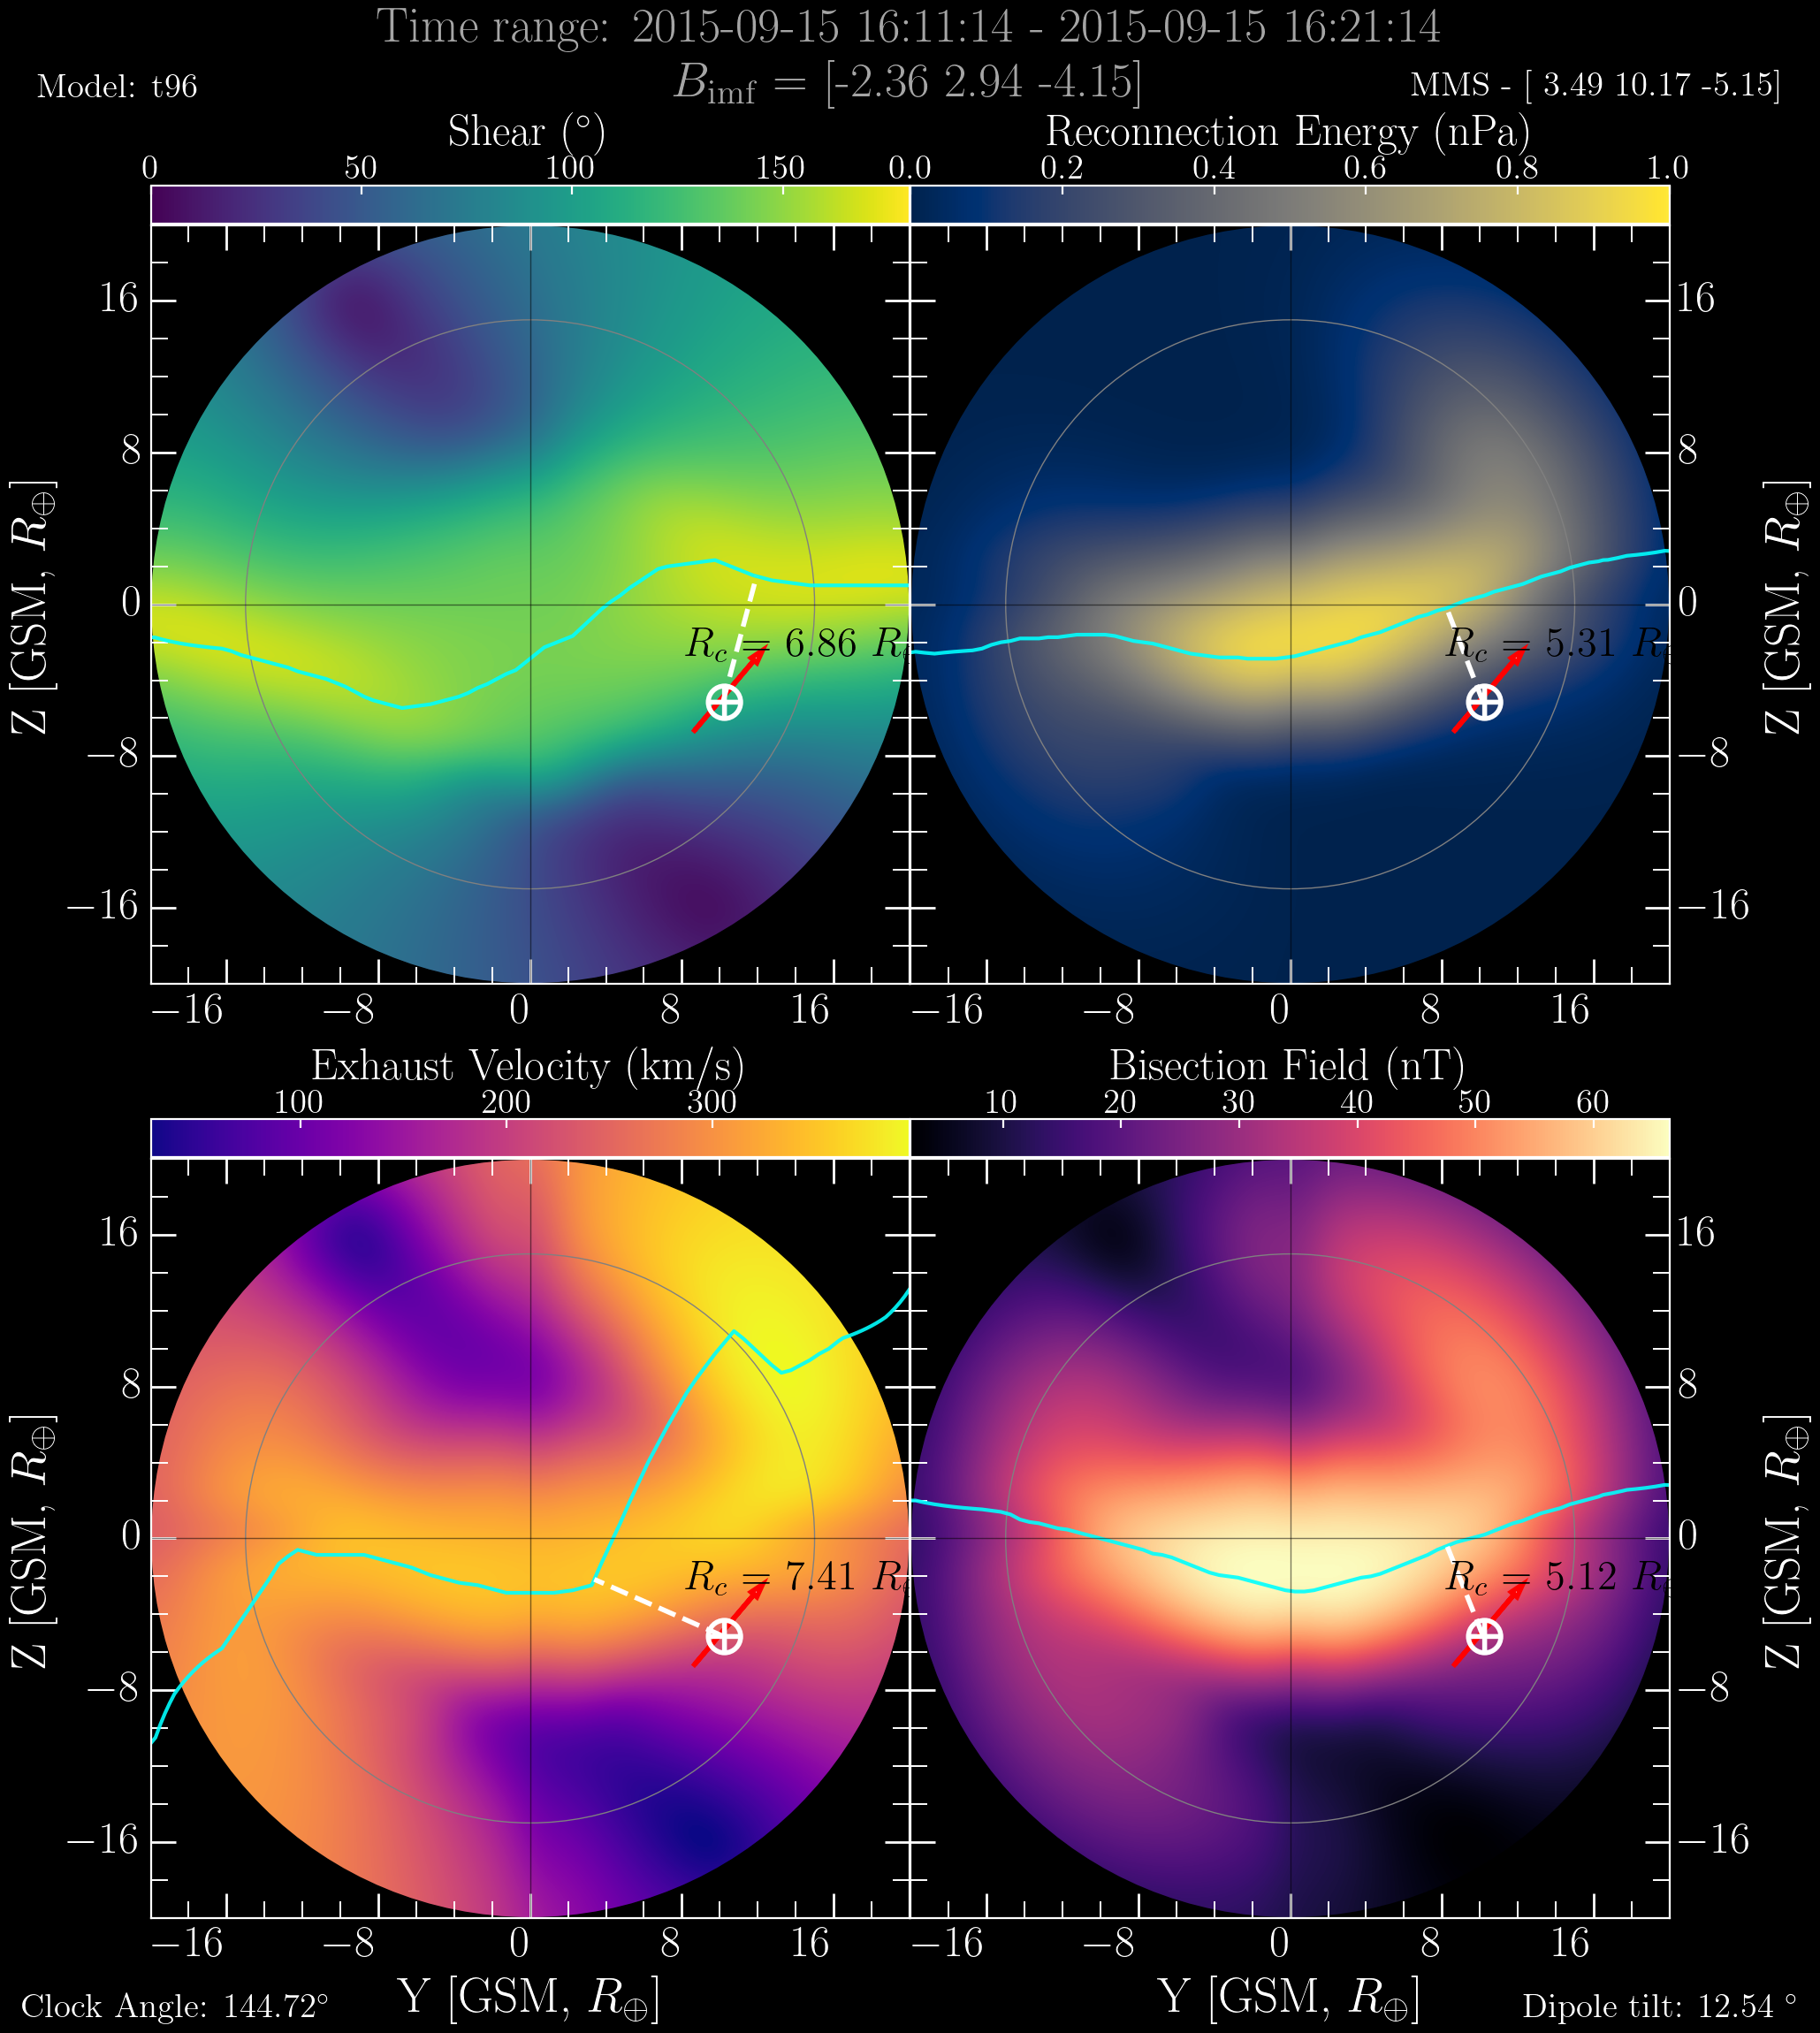 Time range: 2015-09-15 16:11:14 - 2015-09-15 16:21:14
Model: t96
B_imf = [-2.36 2.94 -4.15]
MMS - [ 3.49 10.17 -5.15]
Shear (°)
Reconnection Energy (nPa)
0 50 100 150
0.0 0.2 0.4 0.6 0.8 1.0
Z [GSM, R⊕]
16
8
0
−8
−16
R_c = 6.86 R
−16 −8 0 8 16
R_c = 5.31 R
16
8
0
−8
−16
Z [GSM, R⊕]
−16 −8 0 8 16
Exhaust Velocity (km/s)
Bisection Field (nT)
100 200 300
10 20 30 40 50 60
Z [GSM, R⊕]
16
8
0
−8
−16
R_c = 7.41 R
−16 −8 0 8 16
Y [GSM, R⊕]
R_c = 5.12 R
16
8
0
−8
−16
Z [GSM, R⊕]
−16 −8 0 8 16
Y [GSM, R⊕]
Clock Angle: 144.72°
Dipole tilt: 12.54 °